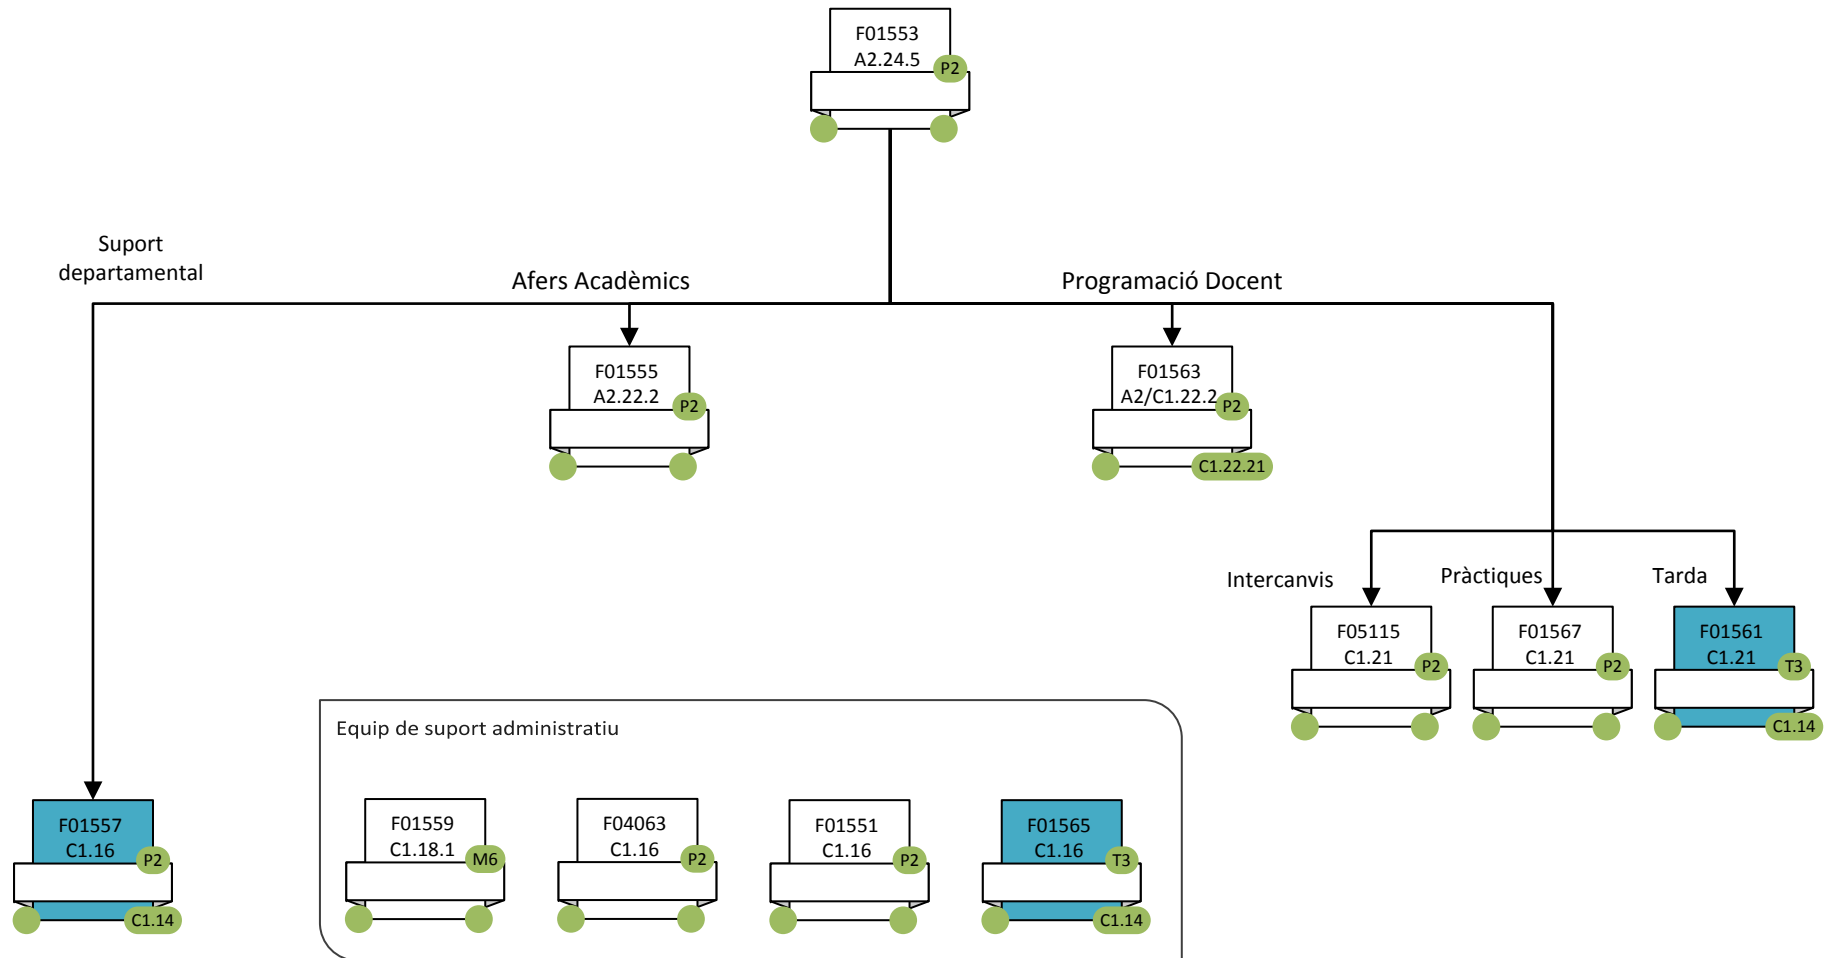 F01553
A2.24.5
P2
Suport
departamental
Afers Acadèmics
Programació Docent
F01555
A2.22.2
P2
F01563
A2/C1.22.2
P2
C1.22.21
Intercanvis
Pràctiques
Tarda
F05115
C1.21
P2
F01567
C1.21
P2
F01561
C1.21
T3
C1.14
Equip de suport administratiu
F01557
C1.16
P2
C1.14
F01559
C1.18.1
M6
F04063
C1.16
P2
F01551
C1.16
P2
F01565
C1.16
T3
C1.14